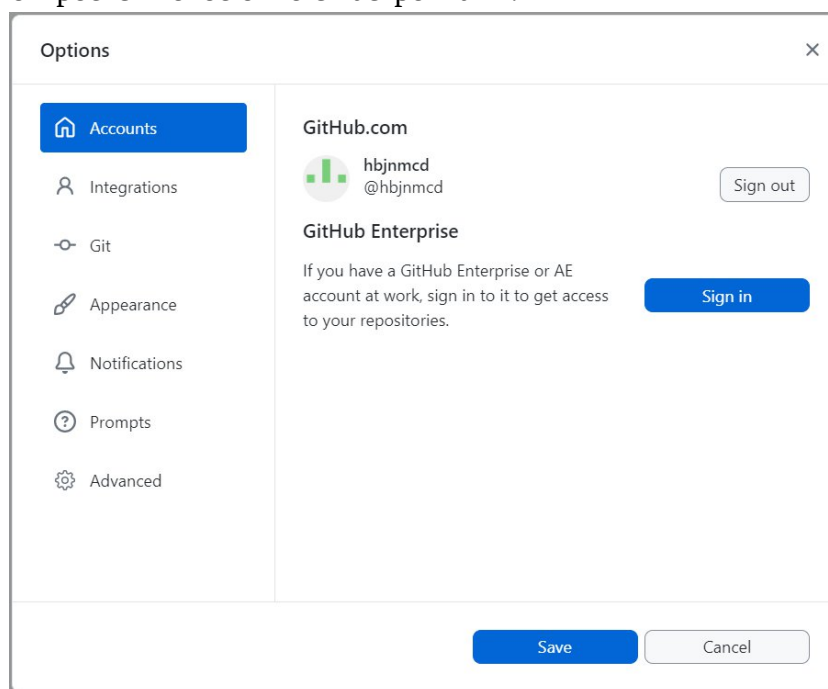 Options
Accounts
Integrations
Git
Appearance
Notifications
Prompts
Advanced
GitHub.com
hbjnmcd
@hbjnmcd
Sign out
GitHub Enterprise
If you have a GitHub Enterprise or AE
account at work, sign in to it to get access
to your repositories.
Sign in
Save
Cancel